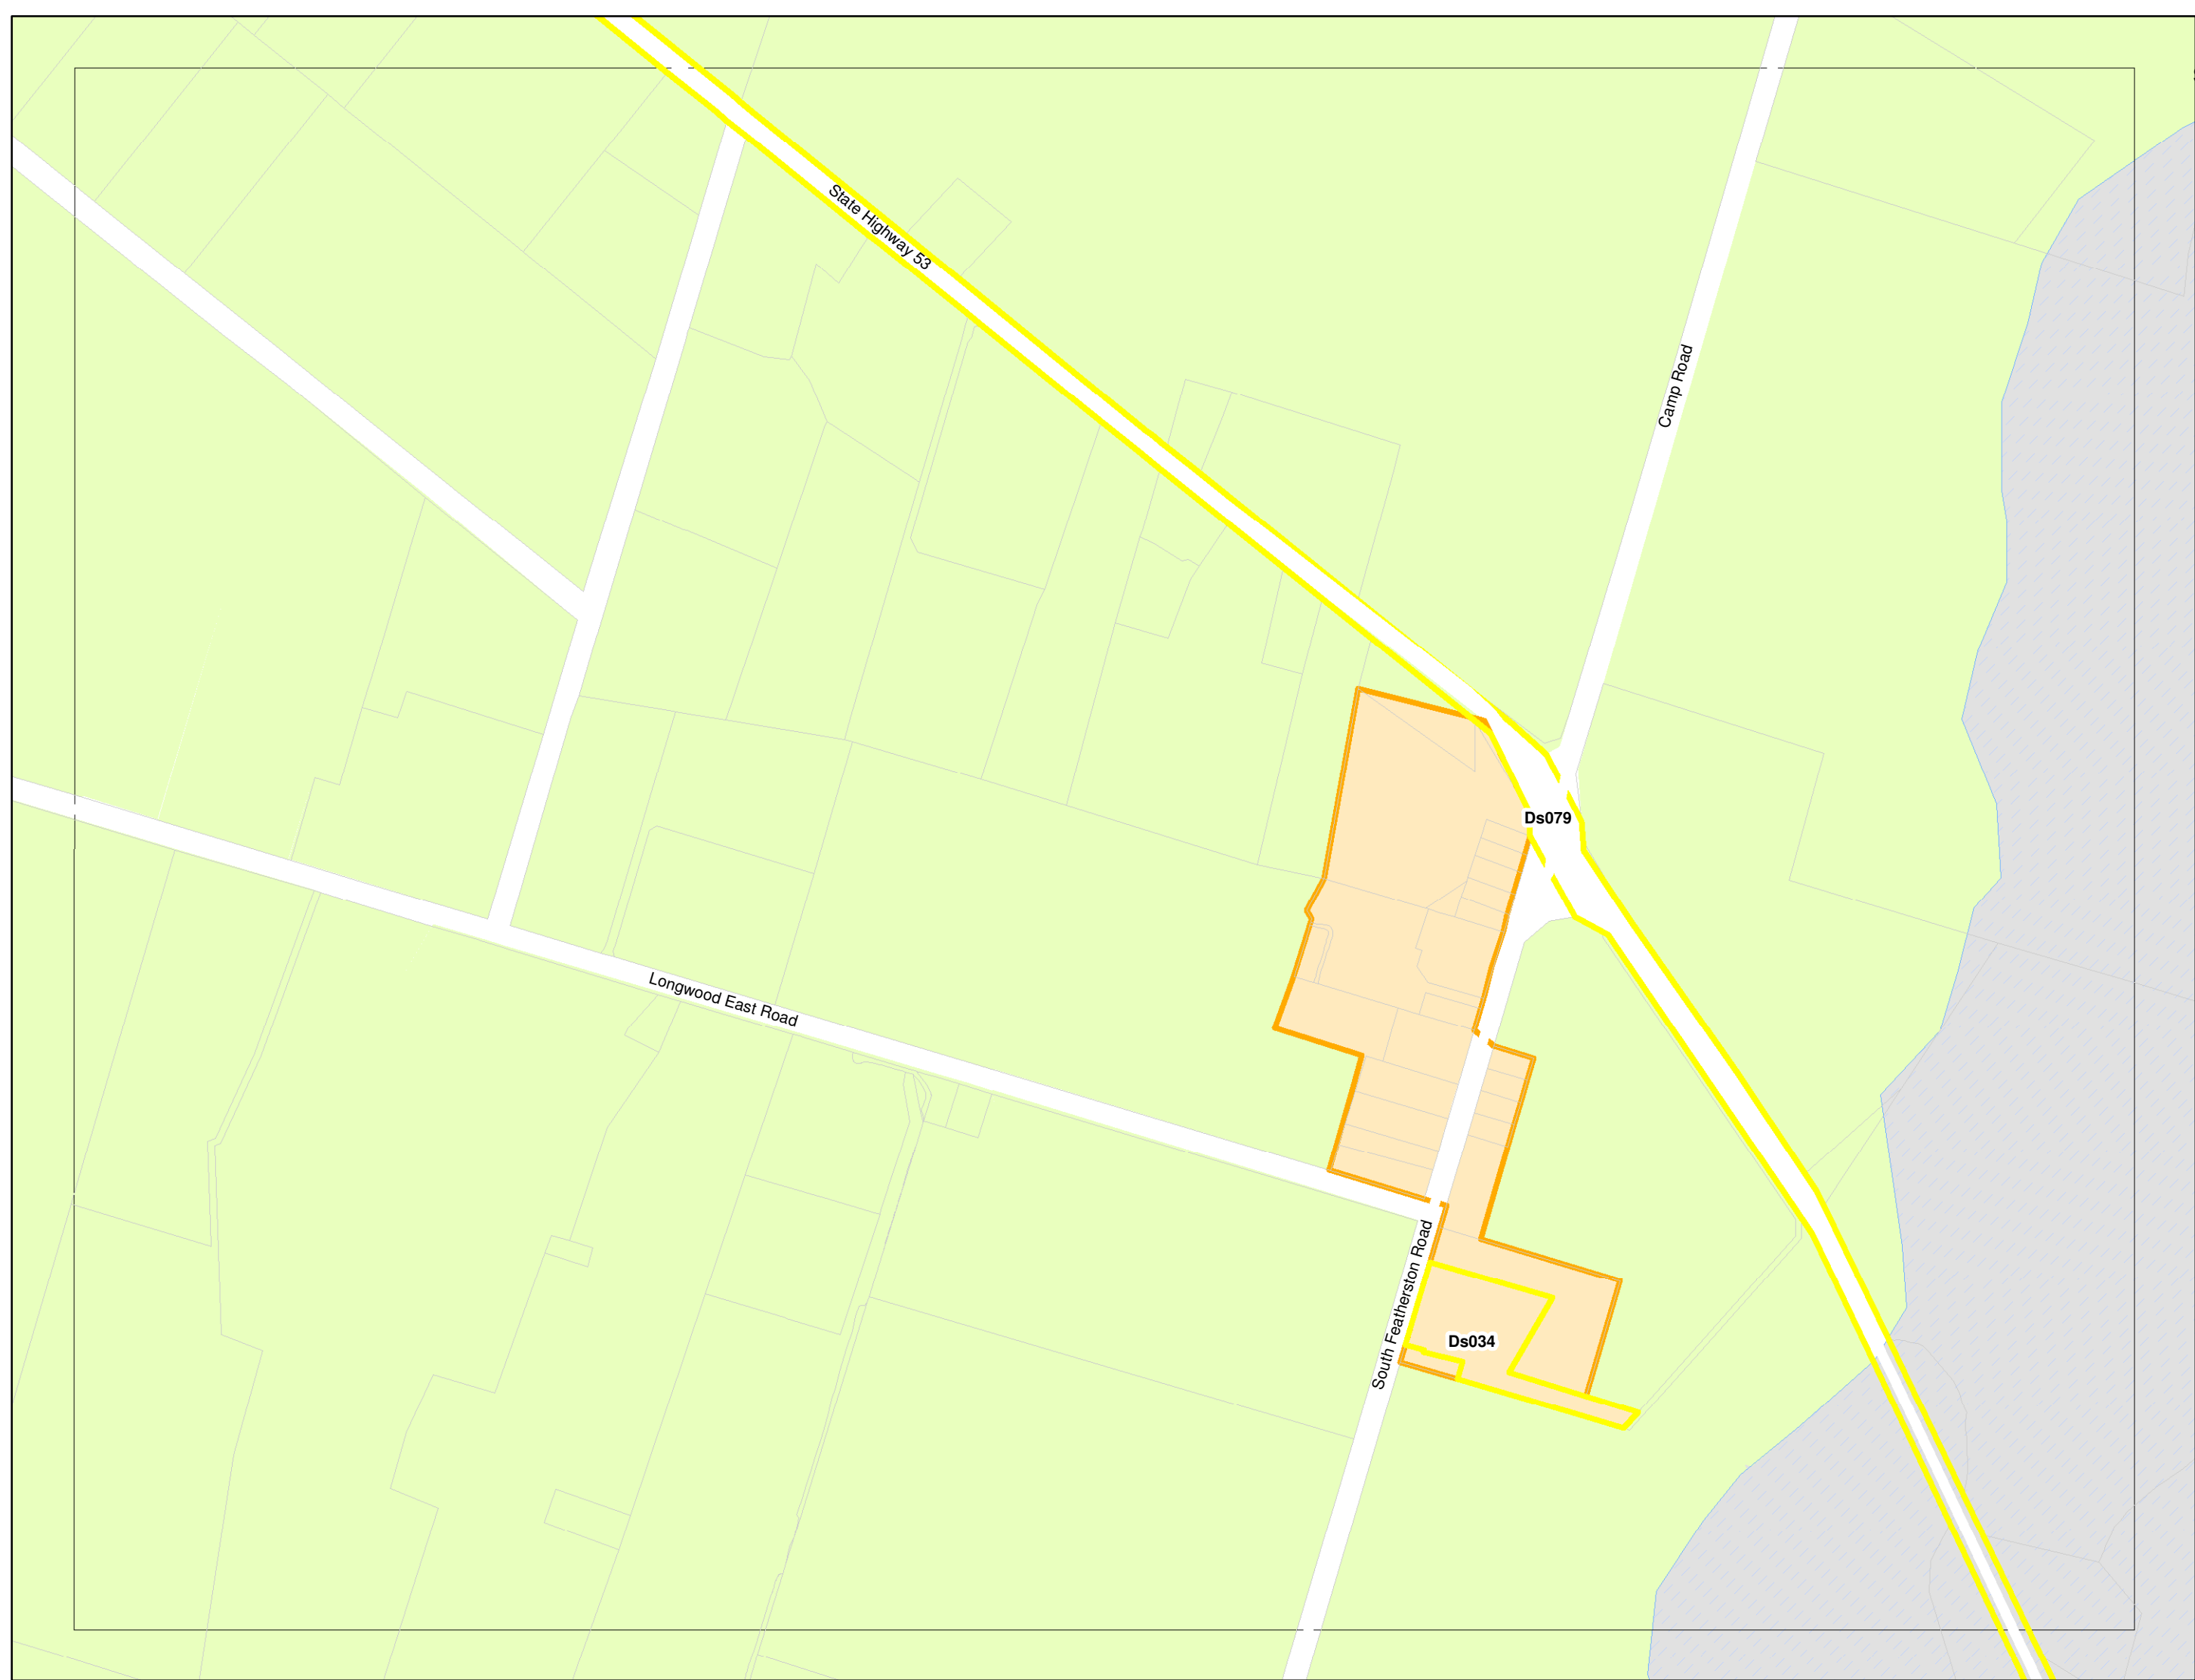 State Highway 53
Camp Road
Ds079
Longwood East Road
South Featherston Road
Ds034